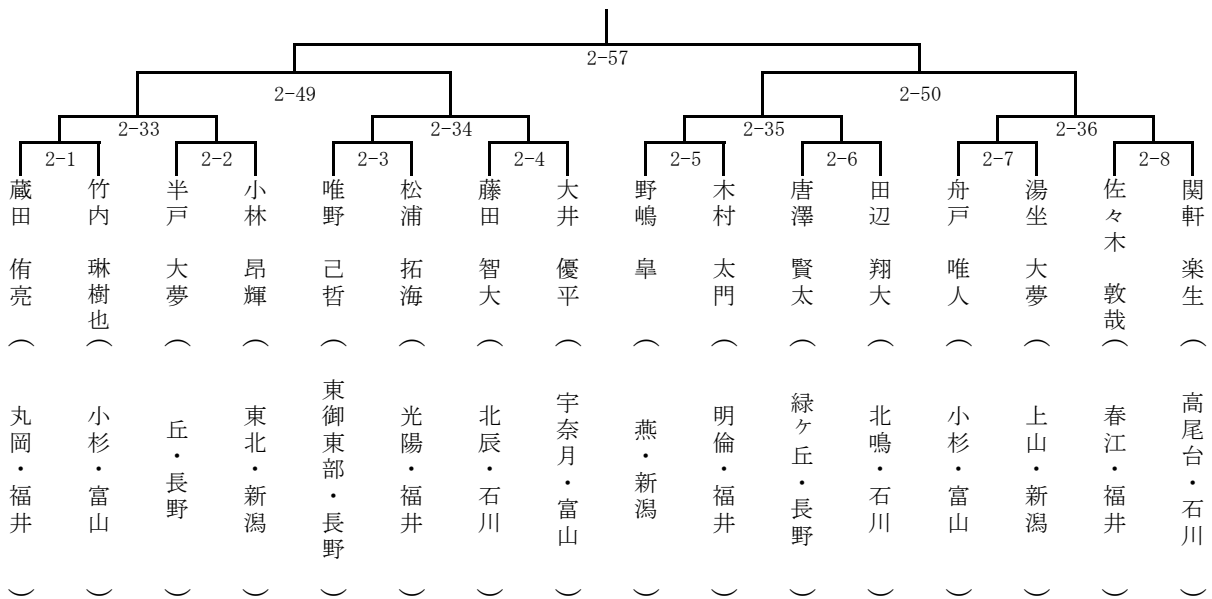 2-57
2-49
2-50
2-33
2-34
2-35
2-36
2-1
2-2
2-3
2-4
2-5
2-6
2-7
2-8
蔵田 侑亮（丸岡・福井）
竹内 琳樹也（小杉・富山）
半戸 大夢（丘・長野）
小林 昂輝（東北・新潟）
唯野 己哲（東御東部・長野）
松浦 拓海（光陽・福井）
藤田 智大（北辰・石川）
大井 優平（宇奈月・富山）
野嶋 皐（燕・新潟）
木村 太門（明倫・福井）
唐澤 賢太（緑ヶ丘・長野）
田辺 翔大（北鳴・石川）
舟戸 唯人（小杉・富山）
湯坐 大夢（上山・新潟）
佐々木 敦哉（春江・福井）
関軒 楽生（高尾台・石川）